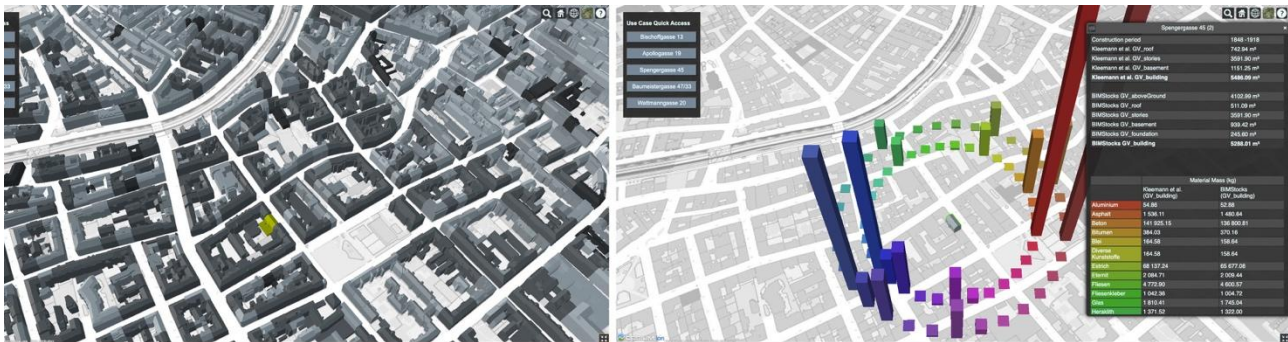 /33
Use Case Quick Access
Bischoffgasse 13
Apollogasse 19
Spengergasse 45
Baumeistergasse 47/33
Wattmanngasse 20
Spengergasse 45 (2)
Construction period 1848 -1918
Kleemann et al. GV_roof 742.94 m³
Kleemann et al. GV_stories 3591.90 m³
Kleemann et al. GV_basement 1151.25 m³
Kleemann et al. GV_building 5486.09 m³
BIMStocks GV_aboveGround 4102.99 m³
BIMStocks GV_roof 511.09 m³
BIMStocks GV_stories 3591.90 m³
BIMStocks GV_basement
BIMStocks GV_foundation 245.60 m³
BIMStocks GV_building 5288.01 m³
Material Mass (kg)
Kleemann et al. (GV_building) BIMStocks (GV_building)
Aluminium 54.86 52.88
Asphalt 1 536.11 1 480.64
Beton 141 925.15 136 800.81
Bitumen 384.03 370.16
Blei 164.58 158.64
Diverse Kunststoffe 164.58 158.64
Estrich 68 137.24 65 677.08
Eternit 2 084.71 2 009.44
Fliesen 4 772.90 4 600.57
Fliesenkleber 1 042.36 1 004.72
Glas 1 810.41 1 745.04
Heraklith 1 371.52 1 322.00